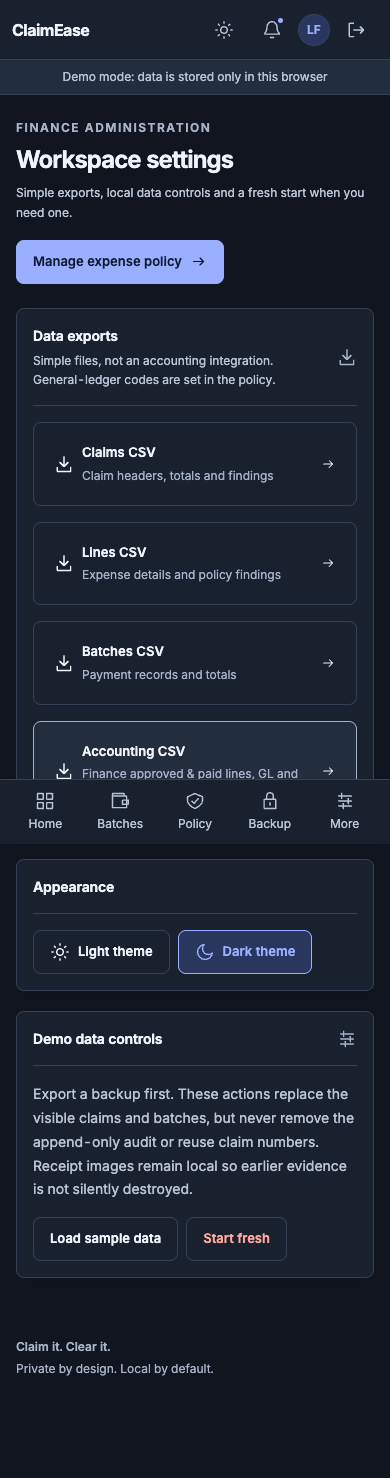 ClaimEase
LF
Demo mode: data is stored only in this browser
FINANCE ADMINISTRATION
Workspace settings
Simple exports, local data controls and a fresh start when you
need one.
Manage expense policy
Data exports
Simple files, not an accounting integration.
General-ledger codes are set in the policy.
Claims CSV
Claim headers, totals and findings
Lines CSV
Expense details and policy findings
Batches CSV
Payment records and totals
Accounting CSV
Finance approved & paid lines, GL and
Home
Batches
Policy
Backup
More
Appearance
Light theme
Dark theme
Demo data controls
Export a backup first. These actions replace the
visible claims and batches, but never remove the
append-only audit or reuse claim numbers.
Receipt images remain local so earlier evidence
is not silently destroyed.
Load sample data
Start fresh
Claim it. Clear it.
Private by design. Local by default.